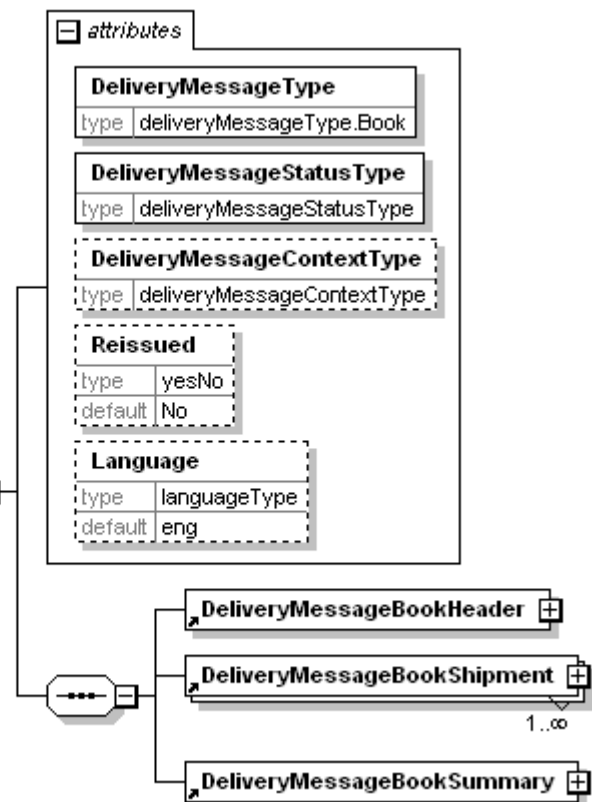 attributes
DeliveryMessageType
type deliveryMessageType.Book
DeliveryMessageStatusType
type deliveryMessageStatusType
DeliveryMessageContextType
type deliveryMessageContextType
Reissued
type yesNo
default No
Language
type languageType
default eng
DeliveryMessageBookHeader
DeliveryMessageBookShipment
1..∞
DeliveryMessageBookSummary